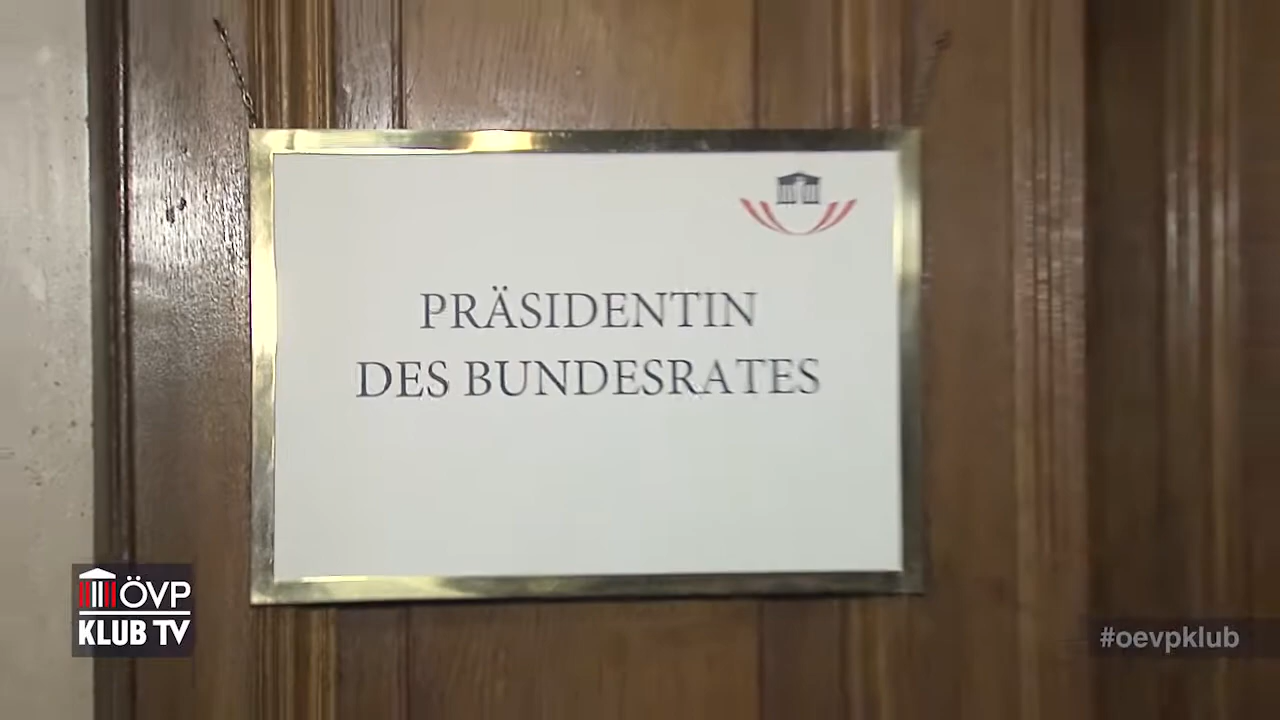 PRÄSIDENTIN
DES BUNDESRATES
ÖVP
KLUB TV
#oevpklub